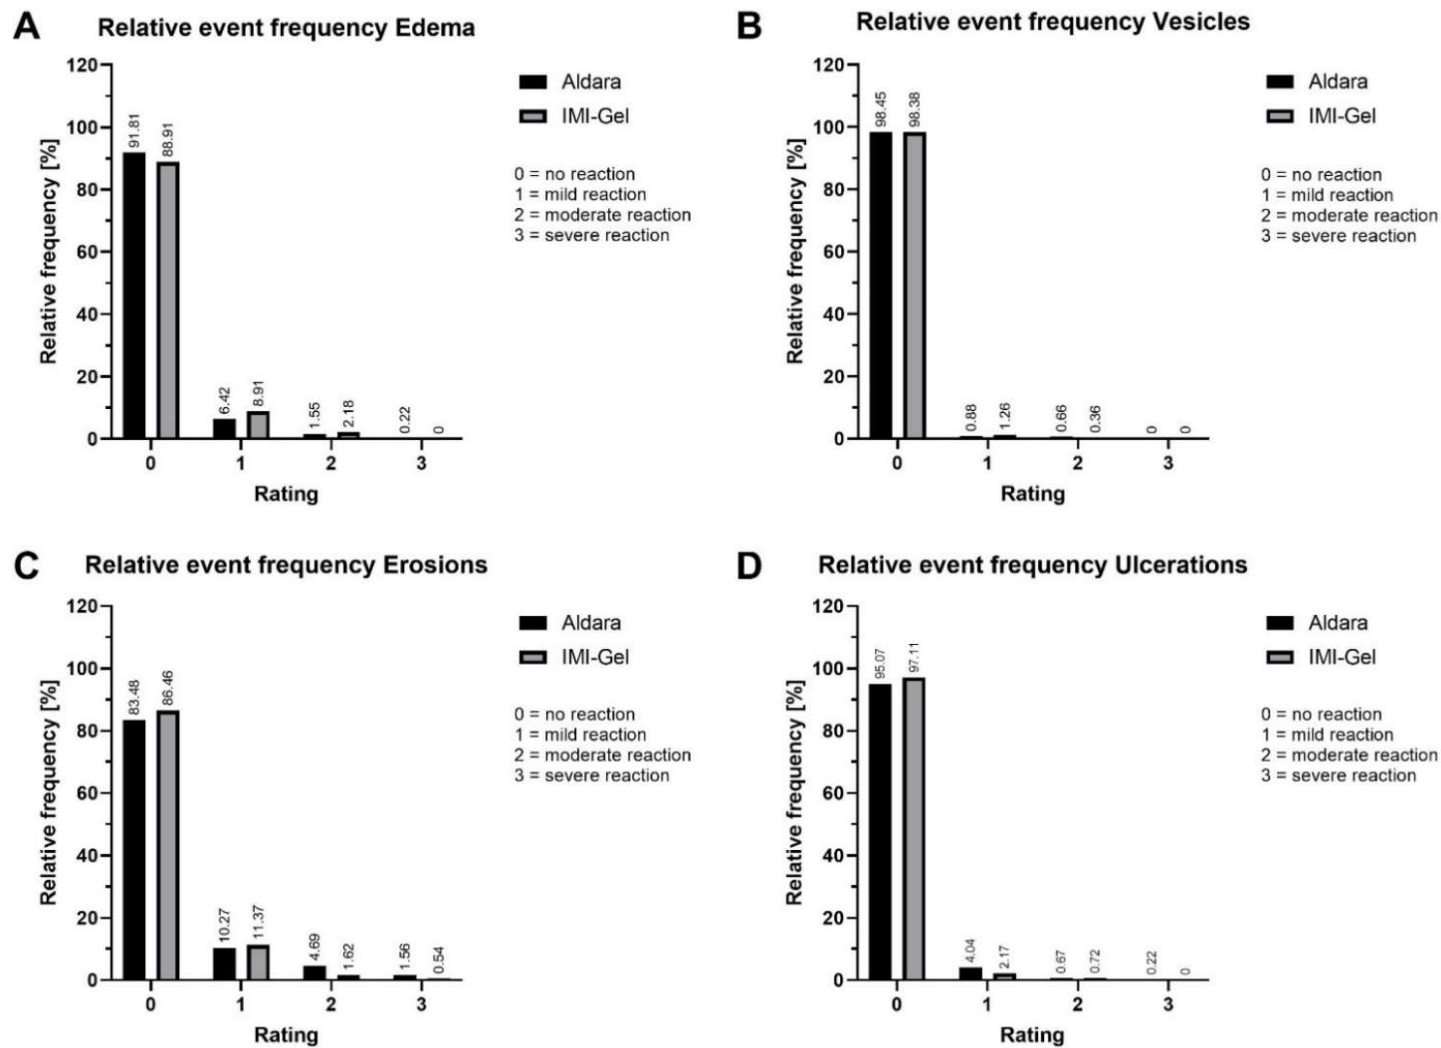 A
Relative event frequency Edema
120
100
80
60
40
20
0
Relative frequency [%]
91.81
88.91
6.42
8.91
1.55
2.18
0.22
0
0
1
2
3
Rating
Aldara
IMI-Gel
0 = no reaction
1 = mild reaction
2 = moderate reaction
3 = severe reaction
B
Relative event frequency Vesicles
120
100
80
60
40
20
0
Relative frequency [%]
98.45
98.38
0.88
1.26
0.66
0.36
0
0
0
1
2
3
Rating
Aldara
IMI-Gel
0 = no reaction
1 = mild reaction
2 = moderate reaction
3 = severe reaction
C
Relative event frequency Erosions
120
100
80
60
40
20
0
Relative frequency [%]
83.48
86.46
10.27
11.37
4.69
1.62
1.56
0.54
0
1
2
3
Rating
Aldara
IMI-Gel
0 = no reaction
1 = mild reaction
2 = moderate reaction
3 = severe reaction
D
Relative event frequency Ulcerations
120
100
80
60
40
20
0
Relative frequency [%]
95.07
97.11
4.04
2.17
0.67
0.72
0.22
0
0
1
2
3
Rating
Aldara
IMI-Gel
0 = no reaction
1 = mild reaction
2 = moderate reaction
3 = severe reaction